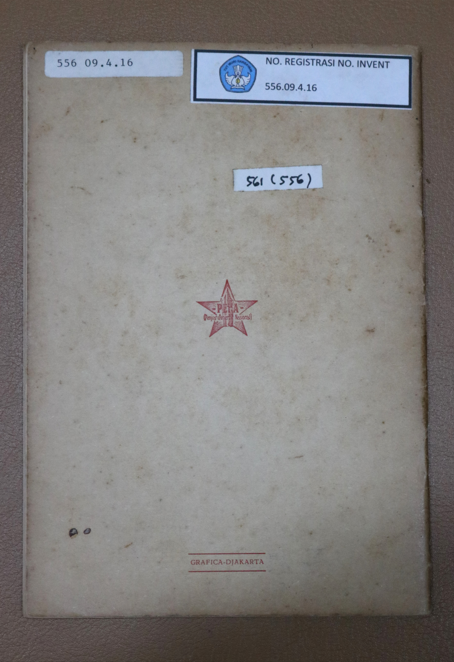 556 09.4.16
NO. REGISTRASI NO. INVENT
556.09.4.16
561 (556)
GRAFICA-DJAKARTA